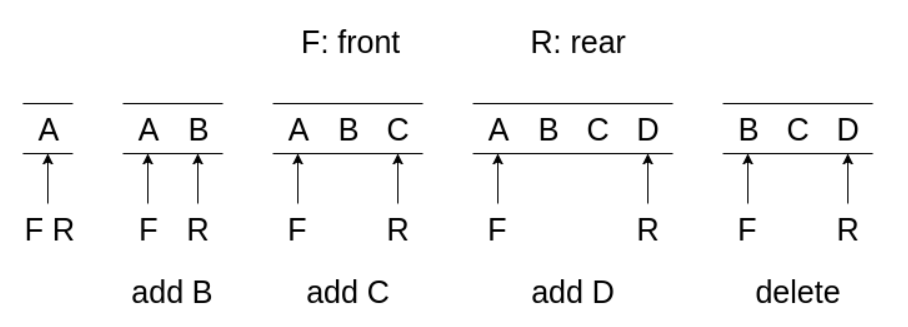 F: front R: rear
A A B A B C A B C D B C D
F R F R F R F R F R
add B add C add D delete